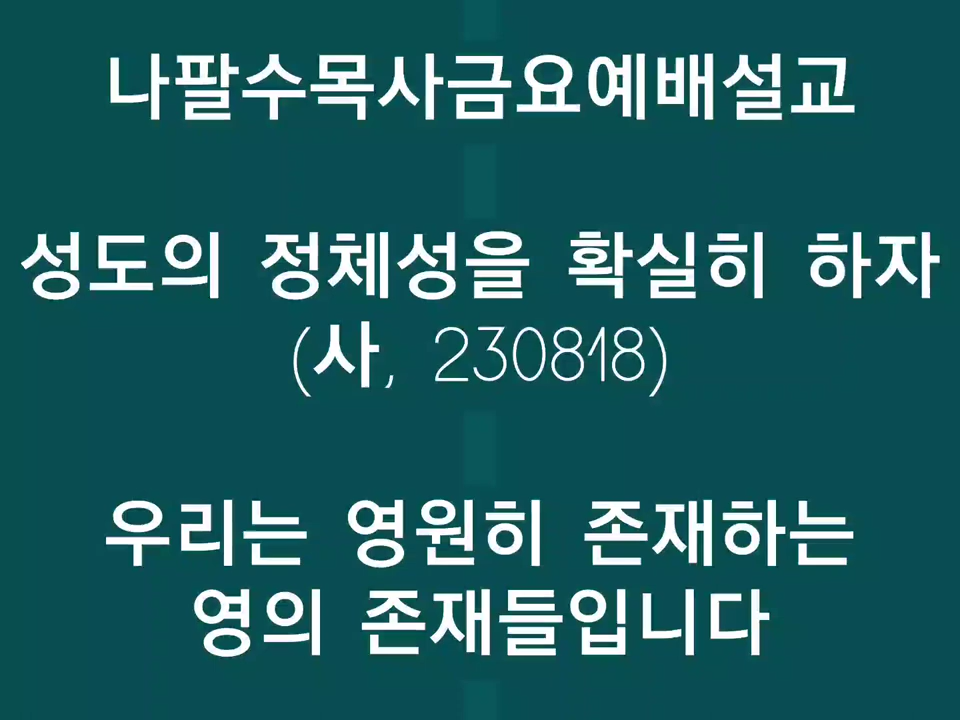 나팔수목사금요예배설교
성도의 정체성을 확실히 하자
(사, 230818)
우리는 영원히 존재하는
영의 존재들입니다